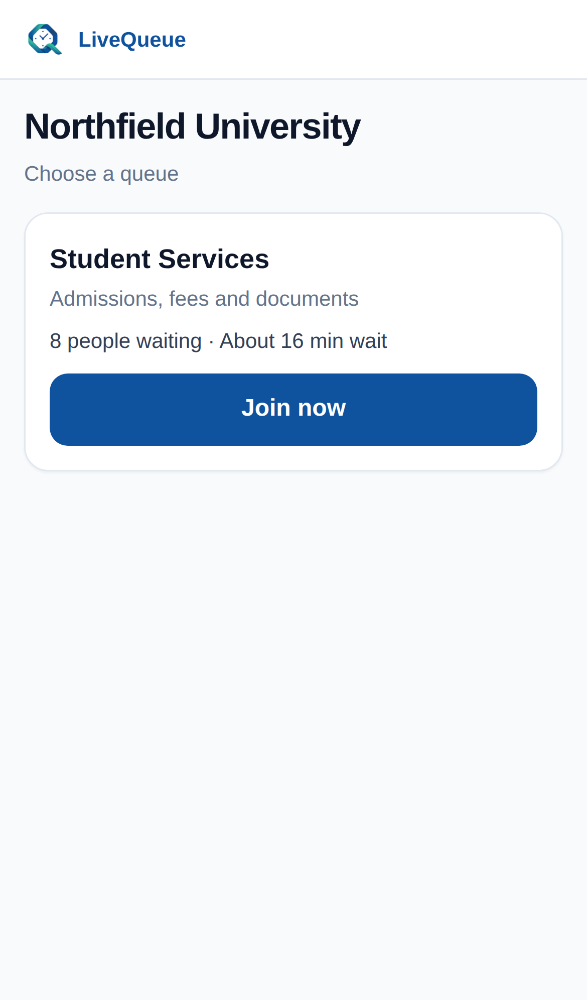 LiveQueue
Northfield University
Choose a queue
Student Services
Admissions, fees and documents
8 people waiting · About 16 min wait
Join now